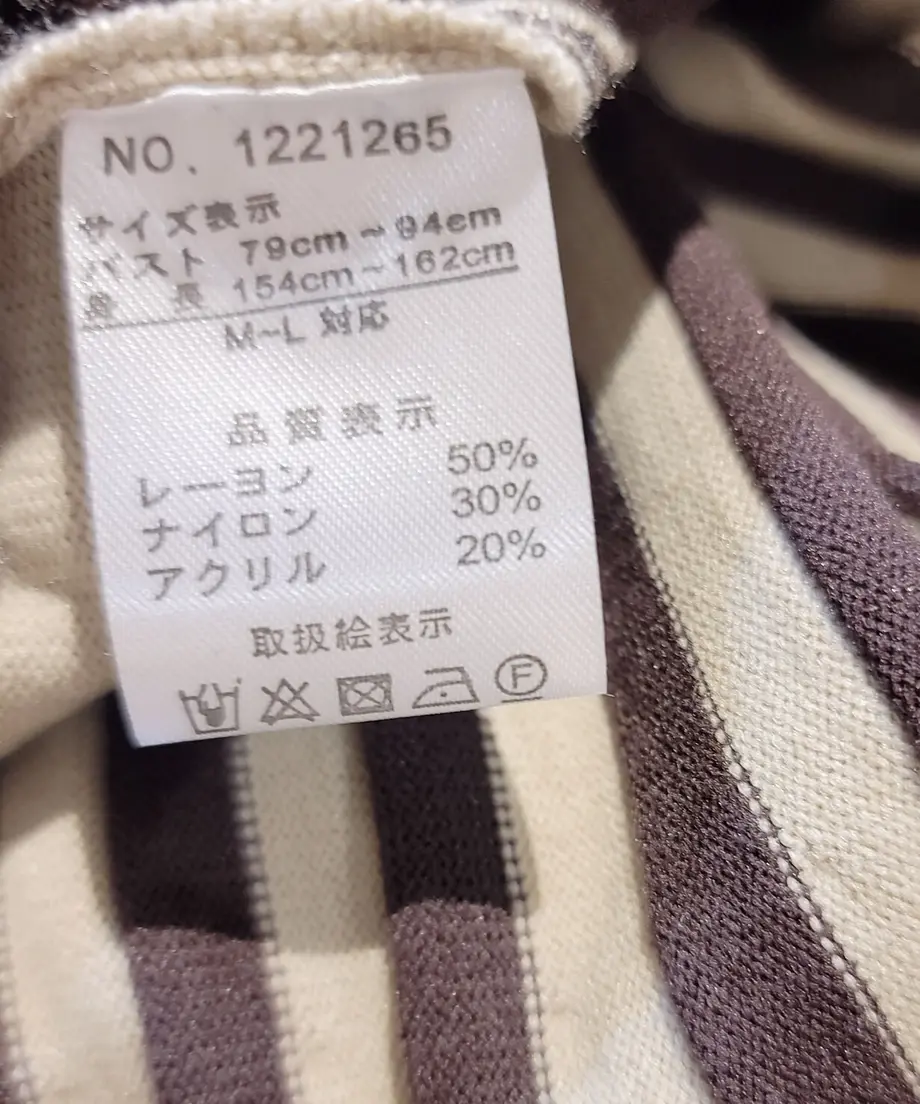 NO. 1221265
サイズ表示
バスト 79cm~94cm
身 長 154cm~162cm
M~L 対応
品質表示
レーヨン 50%
ナイロン 30%
アクリル 20%
取扱絵表示
F